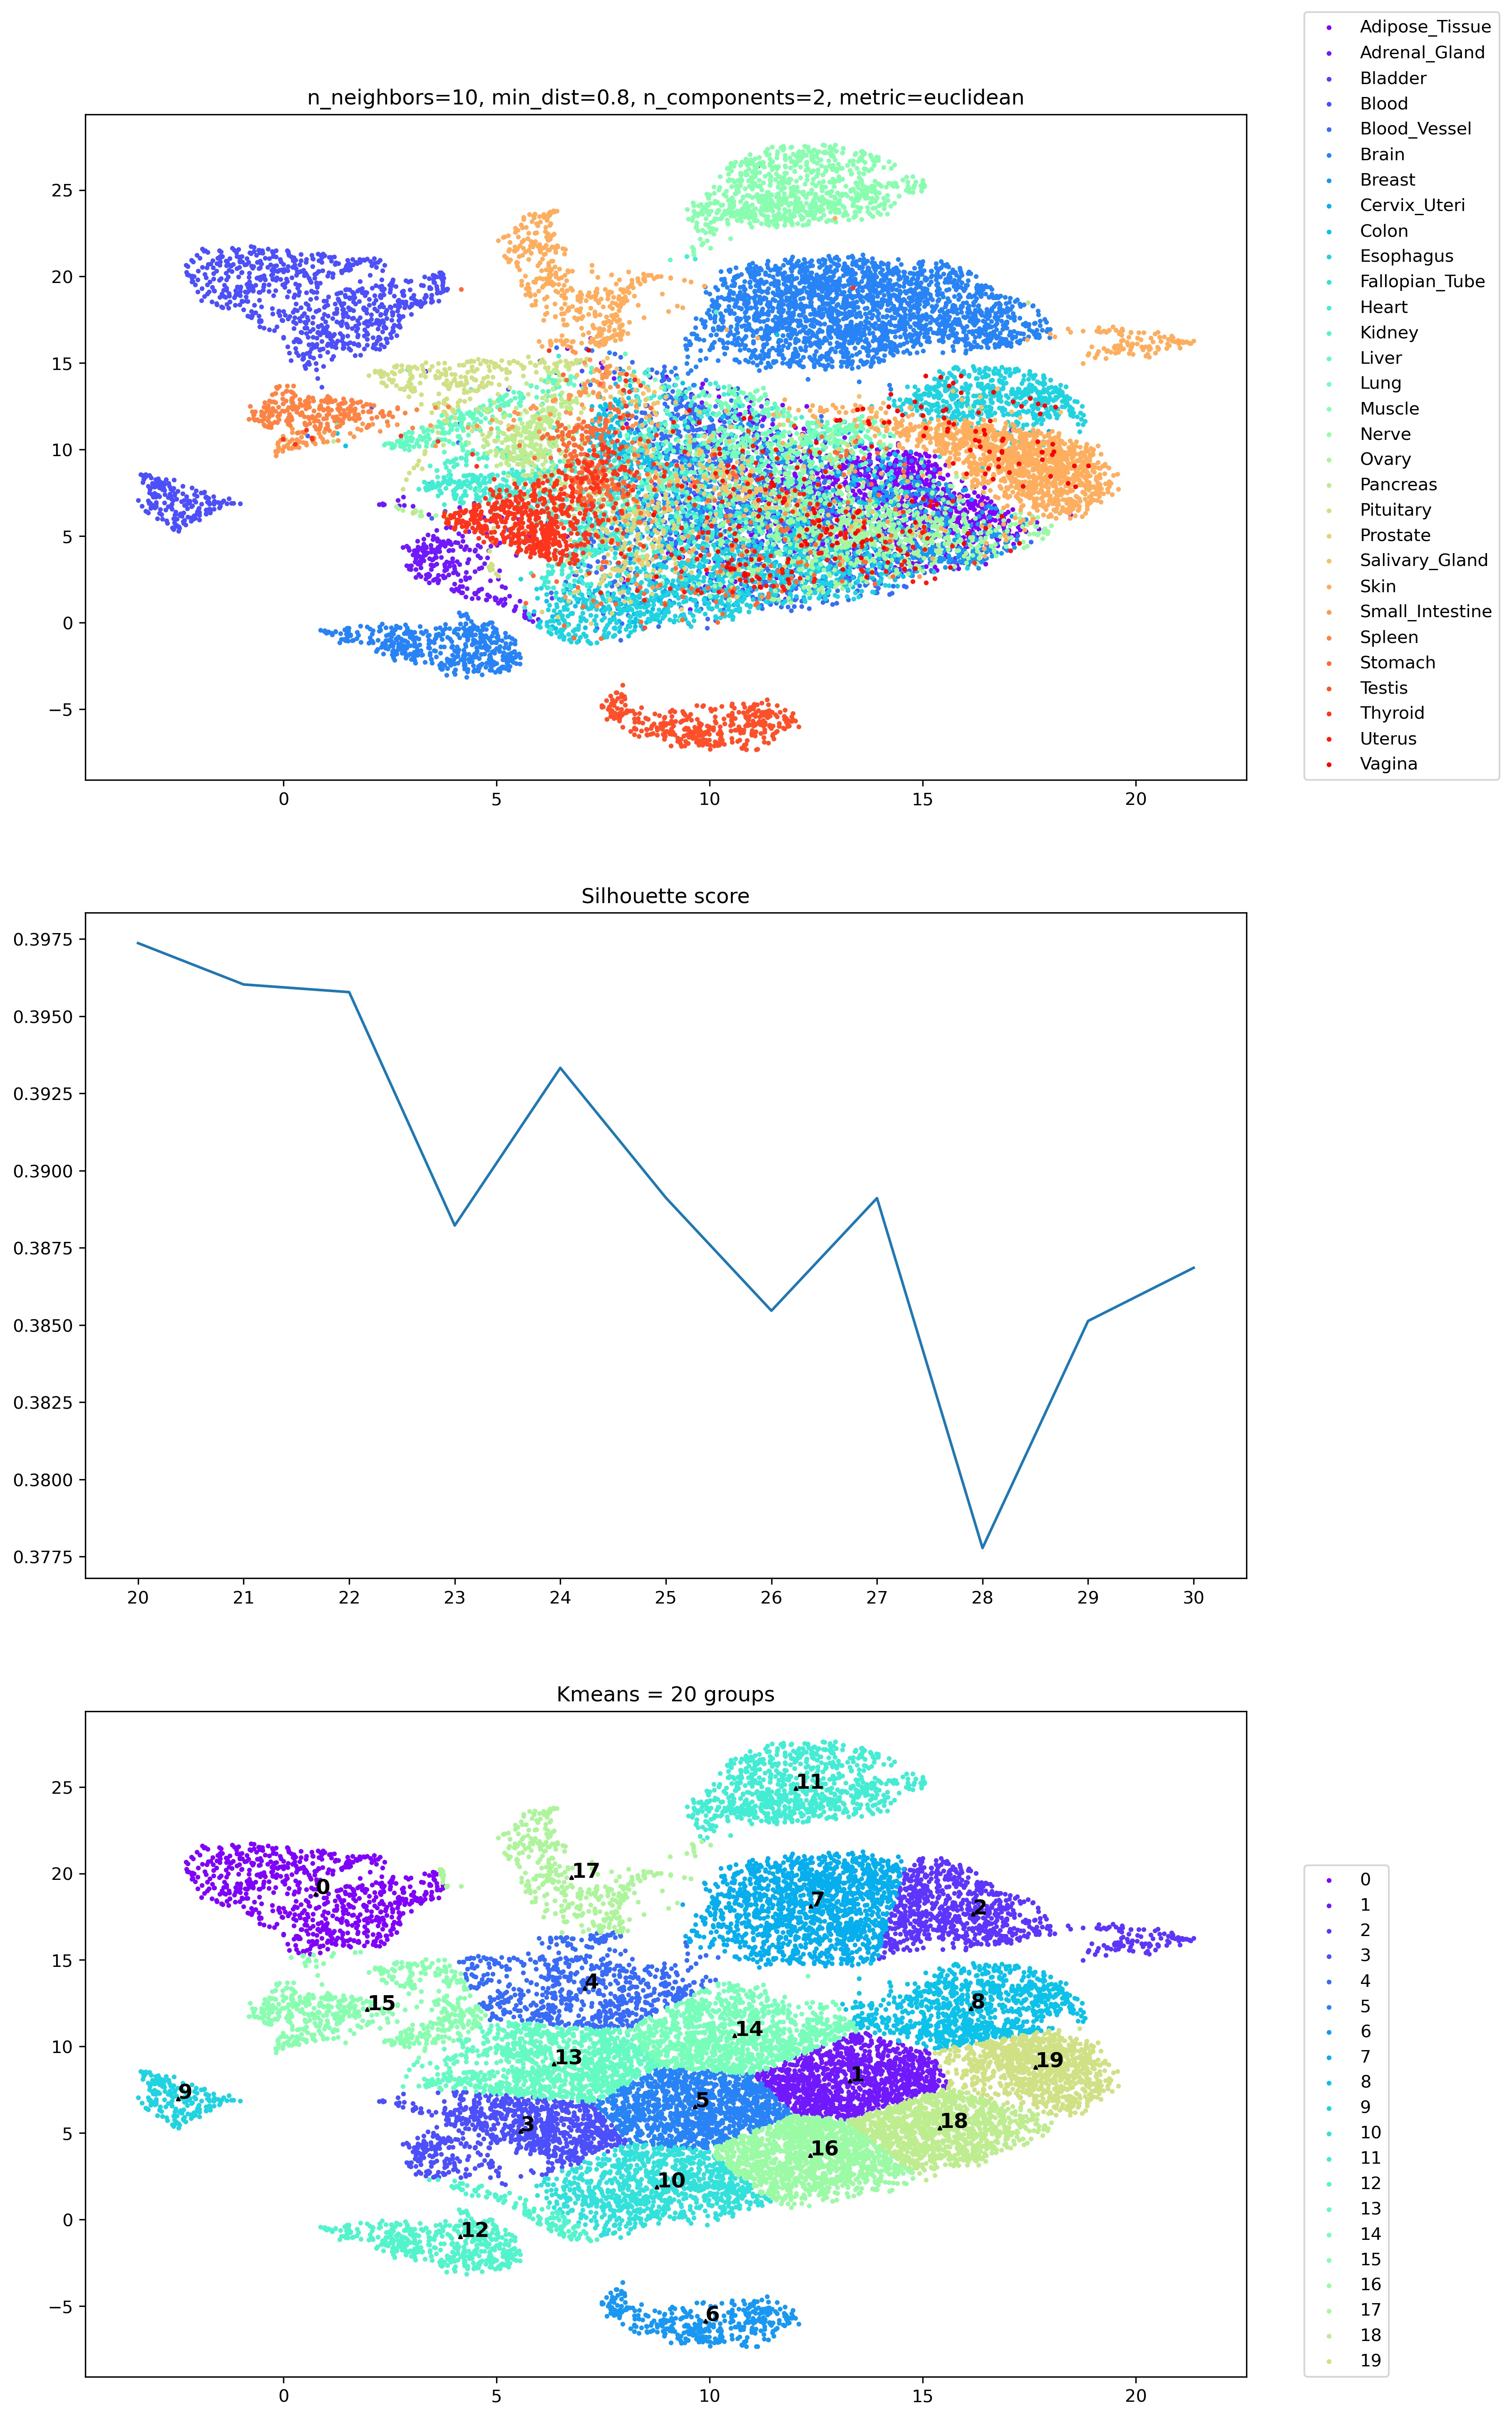 n_neighbors=10, min_dist=0.8, n_components=2, metric=euclidean
25
20
15
10
5
0
−5
0 5 10 15 20
Adipose_Tissue
Adrenal_Gland
Bladder
Blood
Blood_Vessel
Brain
Breast
Cervix_Uteri
Colon
Esophagus
Fallopian_Tube
Heart
Kidney
Liver
Lung
Muscle
Nerve
Ovary
Pancreas
Pituitary
Prostate
Salivary_Gland
Skin
Small_Intestine
Spleen
Stomach
Testis
Thyroid
Uterus
Vagina
Silhouette score
0.3975
0.3950
0.3925
0.3900
0.3875
0.3850
0.3825
0.3800
0.3775
20 21 22 23 24 25 26 27 28 29 30
Kmeans = 20 groups
25
20
15
10
5
0
−5
0 5 10 15 20
11
17
0
7
2
4
15
8
14
13
19
1
9
5
3
18
16
10
12
6
0
1
2
3
4
5
6
7
8
9
10
11
12
13
14
15
16
17
18
19